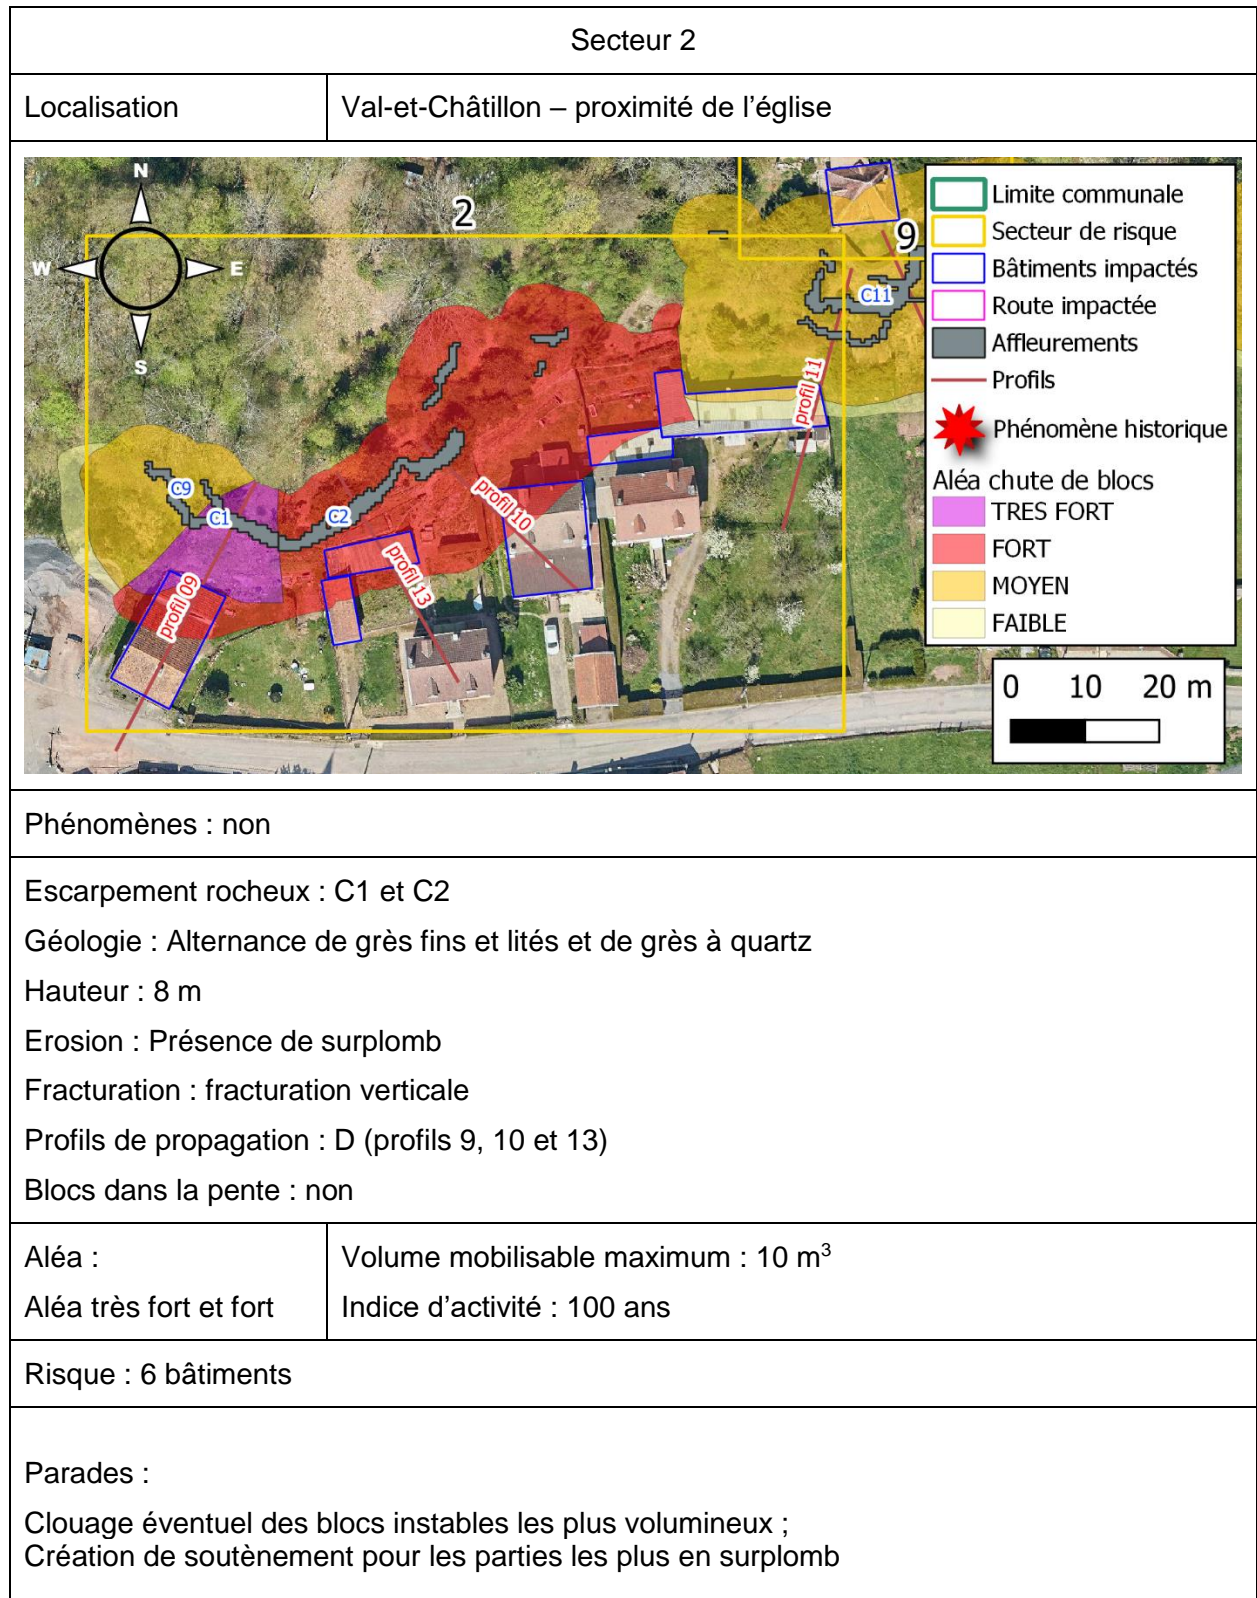 Secteur 2
Localisation
Val-et-Châtillon – proximité de l’église
N
W
E
S
2
9
C9
C1
C2
C11
profil 09
profil 13
profil 10
profil 11
Limite communale
Secteur de risque
Bâtiments impactés
Route impactée
Affleurements
Profils
Phénomène historique
Aléa chute de blocs
TRES FORT
FORT
MOYEN
FAIBLE
0 10 20 m
Phénomènes : non
Escarpement rocheux : C1 et C2
Géologie : Alternance de grès fins et lités et de grès à quartz
Hauteur : 8 m
Erosion : Présence de surplomb
Fracturation : fracturation verticale
Profils de propagation : D (profils 9, 10 et 13)
Blocs dans la pente : non
Aléa :
Aléa très fort et fort
Volume mobilisable maximum : 10 m³
Indice d’activité : 100 ans
Risque : 6 bâtiments
Parades :
Clouage éventuel des blocs instables les plus volumineux ;
Création de soutènement pour les parties les plus en surplomb